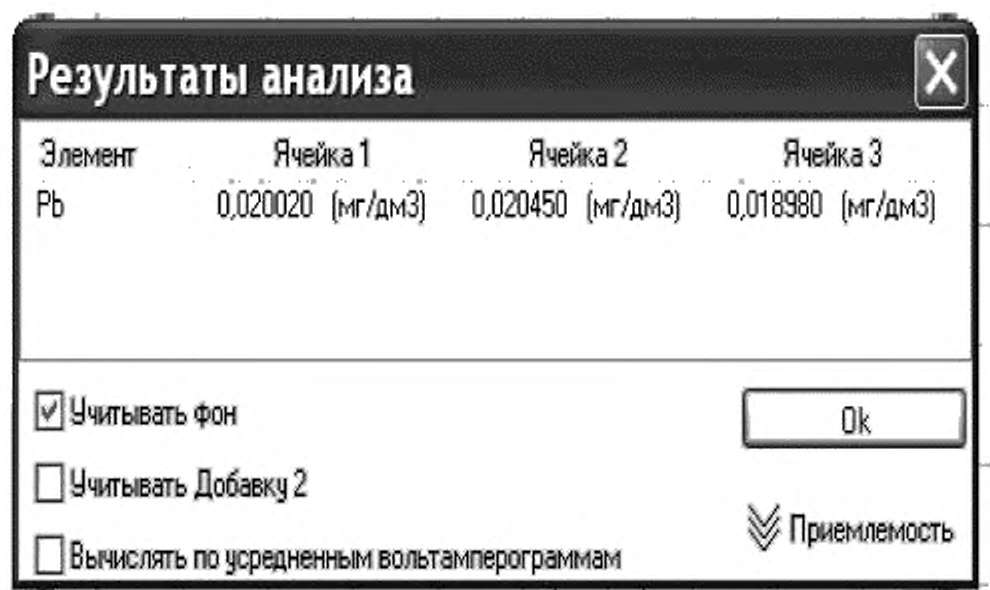 Результаты анализа
Элемент Ячейка 1 Ячейка 2 Ячейка 3
Pb 0,020020 (мг/дм3) 0,020450 (мг/дм3) 0,018980 (мг/дм3)
Учитывать фон
Ok
Учитывать Добавку 2
Приемлемость
Вычислять по усредненным вольтамперограммам